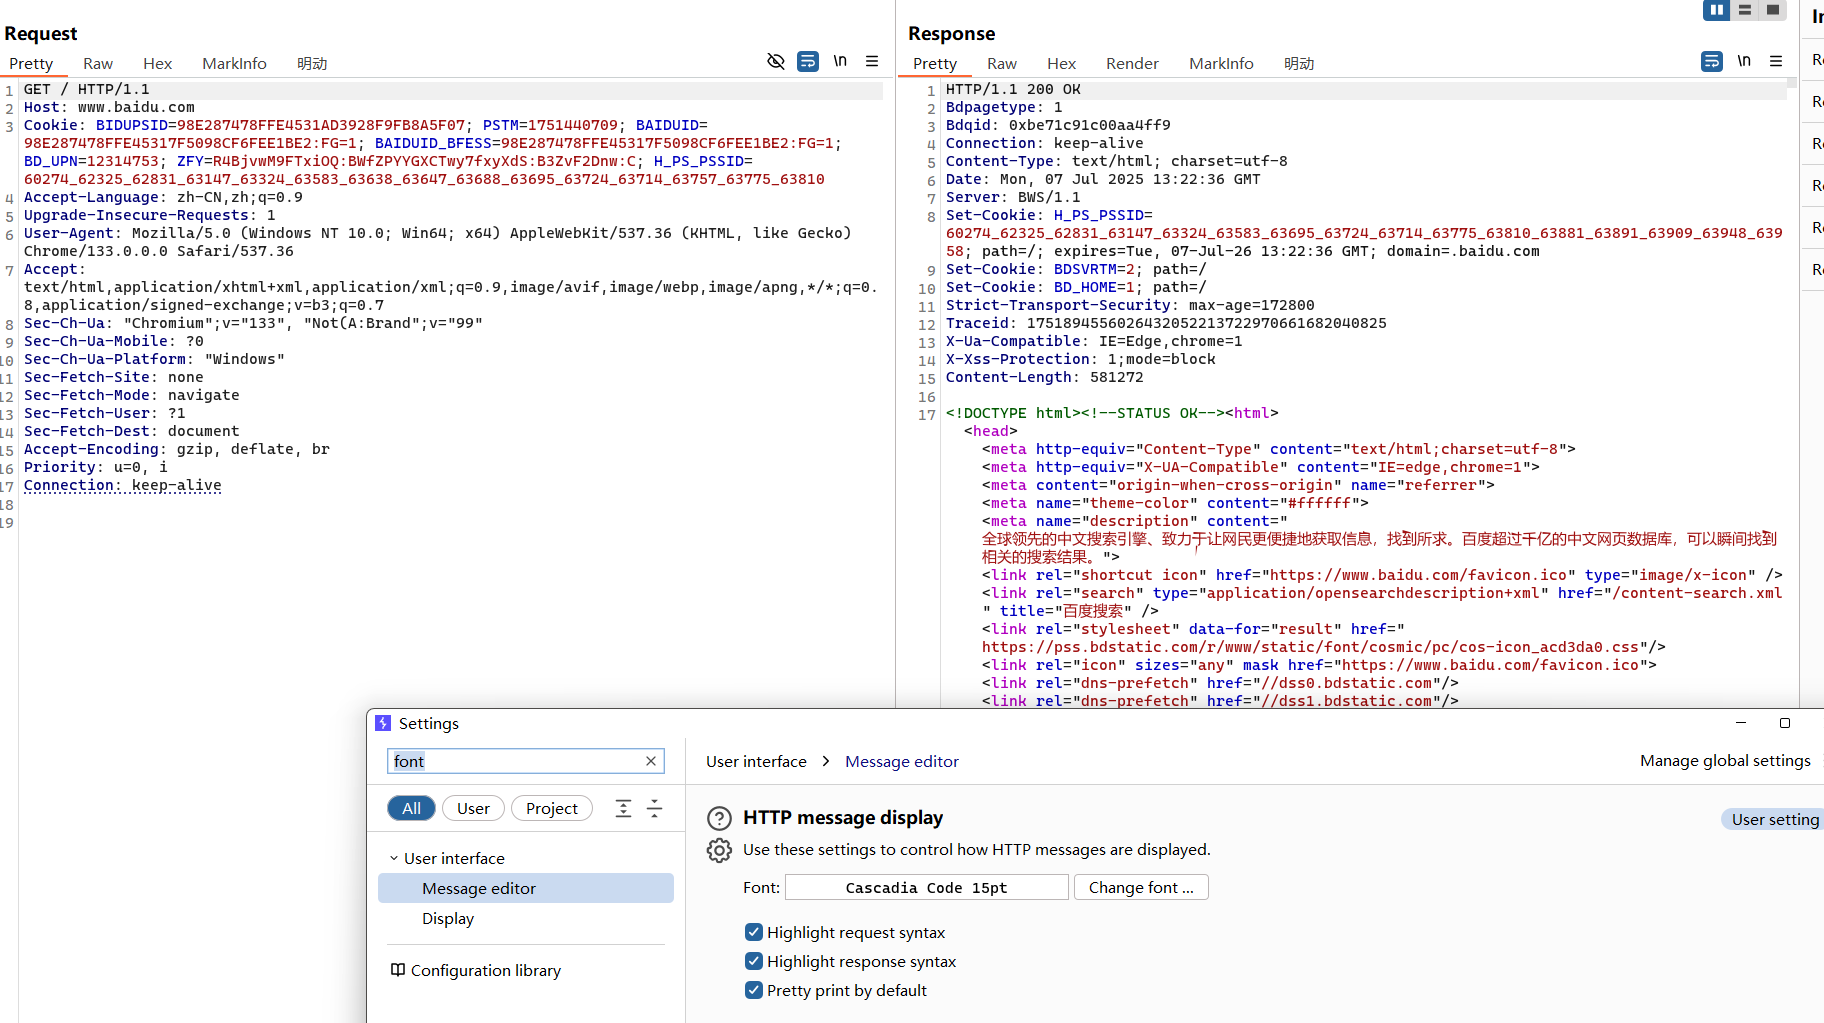 Request
Pretty Raw Hex MarkInfo 明动 \n
1 GET / HTTP/1.1
2 Host: www.baidu.com
3 Cookie: BIDUPSID=98E287478FFE4531AD3928F9FB8A5F07; PSTM=1751440709; BAIDUID=
98E287478FFE45317F5098CF6FEE1BE2:FG=1; BAIDUID_BFESS=98E287478FFE45317F5098CF6FEE1BE2:FG=1;
BD_UPN=12314753; ZFY=R4BjvwM9FTxiOQ:BWfZPYYGXCTwy7fxyXdS:B3ZvF2Dnw:C; H_PS_PSSID=
60274_62325_62831_63147_63324_63583_63638_63647_63688_63695_63724_63714_63757_63775_63810
4 Accept-Language: zh-CN,zh;q=0.9
5 Upgrade-Insecure-Requests: 1
6 User-Agent: Mozilla/5.0 (Windows NT 10.0; Win64; x64) AppleWebKit/537.36 (KHTML, like Gecko)
Chrome/133.0.0.0 Safari/537.36
7 Accept:
text/html,application/xhtml+xml,application/xml;q=0.9,image/avif,image/webp,image/apng,*/*;q=0.
8,application/signed-exchange;v=b3;q=0.7
8 Sec-Ch-Ua: "Chromium";v="133", "Not(A:Brand";v="99"
9 Sec-Ch-Ua-Mobile: ?0
10 Sec-Ch-Ua-Platform: "Windows"
11 Sec-Fetch-Site: none
12 Sec-Fetch-Mode: navigate
13 Sec-Fetch-User: ?1
14 Sec-Fetch-Dest: document
15 Accept-Encoding: gzip, deflate, br
16 Priority: u=0, i
17 Connection: keep-alive
18
19
Response
Pretty Raw Hex Render MarkInfo 明动 \n
1 HTTP/1.1 200 OK
2 Bdpagetype: 1
3 Bdqid: 0xbe71c91c00aa4ff9
4 Connection: keep-alive
5 Content-Type: text/html; charset=utf-8
6 Date: Mon, 07 Jul 2025 13:22:36 GMT
7 Server: BWS/1.1
8 Set-Cookie: H_PS_PSSID=
60274_62325_62831_63147_63324_63583_63695_63724_63714_63775_63810_63881_63891_63909_63948_639
58; path=/; expires=Tue, 07-Jul-26 13:22:36 GMT; domain=.baidu.com
9 Set-Cookie: BDSVRTM=2; path=/
10 Set-Cookie: BD_HOME=1; path=/
11 Strict-Transport-Security: max-age=172800
12 Traceid: 1751894556026432052213722970661682040825
13 X-Ua-Compatible: IE=Edge,chrome=1
14 X-Xss-Protection: 1;mode=block
15 Content-Length: 581272
16
17 <!DOCTYPE html><!--STATUS OK--><html>
<head>
<meta http-equiv="Content-Type" content="text/html;charset=utf-8">
<meta http-equiv="X-UA-Compatible" content="IE=edge,chrome=1">
<meta content="origin-when-cross-origin" name="referrer">
<meta name="theme-color" content="#ffffff">
<meta name="description" content="
全球领先的中文搜索引擎、致力于让网民更便捷地获取信息，找到所求。百度超过千亿的中文网页数据库，可以瞬间找到
相关的搜索结果。">
<link rel="shortcut icon" href="https://www.baidu.com/favicon.ico" type="image/x-icon" />
<link rel="search" type="application/opensearchdescription+xml" href="/content-search.xml
" title="百度搜索" />
<link rel="stylesheet" data-for="result" href="
https://pss.bdstatic.com/r/www/static/font/cosmic/pc/cos-icon_acd3da0.css"/>
<link rel="icon" sizes="any" mask href="https://www.baidu.com/favicon.ico">
<link rel="dns-prefetch" href="//dss0.bdstatic.com"/>
<link rel="dns-prefetch" href="//dss1.bdstatic.com"/>
Settings
font
All User Project
User interface
Message editor
Display
Configuration library
User interface > Message editor
Manage global settings
HTTP message display
User setting
Use these settings to control how HTTP messages are displayed.
Font: Cascadia Code 15pt Change font ...
Highlight request syntax
Highlight response syntax
Pretty print by default